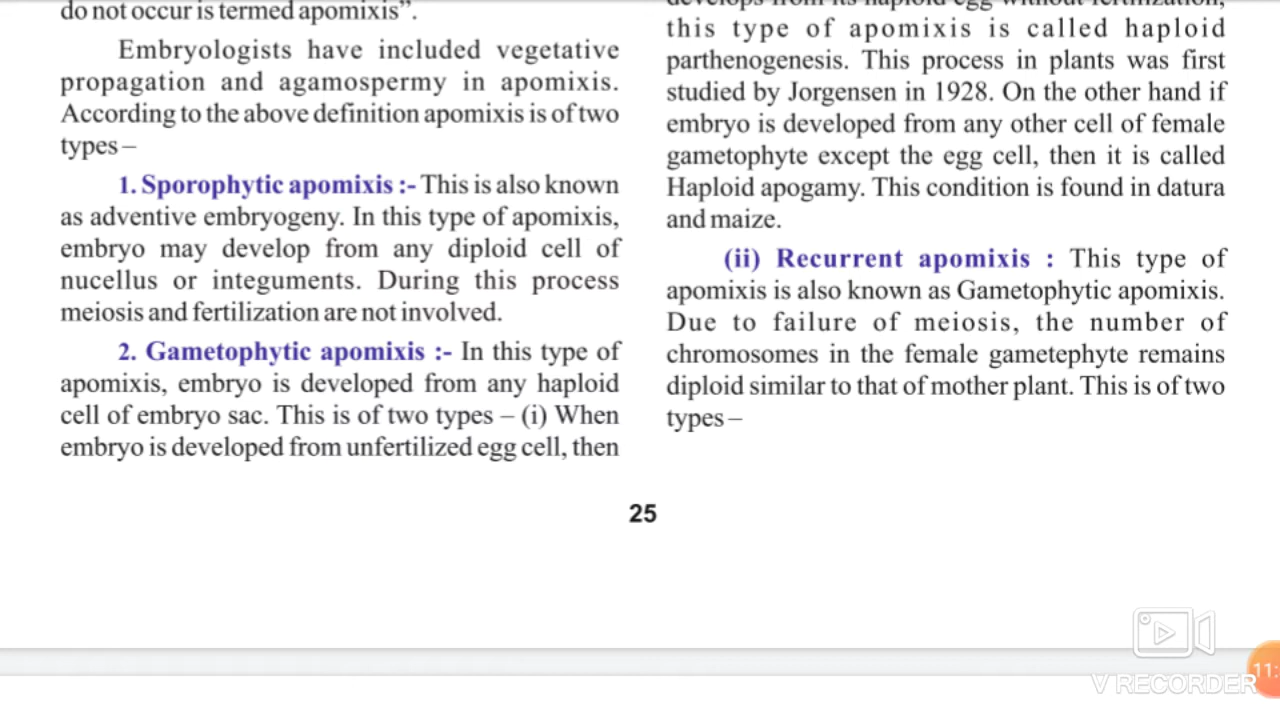 do not occur is termed apomixis”.
Embryologists have included vegetative
propagation and agamospermy in apomixis.
According to the above definition apomixis is of two
types –
1. Sporophytic apomixis :- This is also known
as adventive embryogeny. In this type of apomixis,
embryo may develop from any diploid cell of
nucellus or integuments. During this process
meiosis and fertilization are not involved.
2. Gametophytic apomixis :- In this type of
apomixis, embryo is developed from any haploid
cell of embryo sac. This is of two types – (i) When
embryo is developed from unfertilized egg cell, then
develops from its haploid egg without fertilization,
this type of apomixis is called haploid
parthenogenesis. This process in plants was first
studied by Jorgensen in 1928. On the other hand if
embryo is developed from any other cell of female
gametophyte except the egg cell, then it is called
Haploid apogamy. This condition is found in datura
and maize.
(ii) Recurrent apomixis : This type of
apomixis is also known as Gametophytic apomixis.
Due to failure of meiosis, the number of
chromosomes in the female gametephyte remains
diploid similar to that of mother plant. This is of two
types –
25
V RECORDER
11: